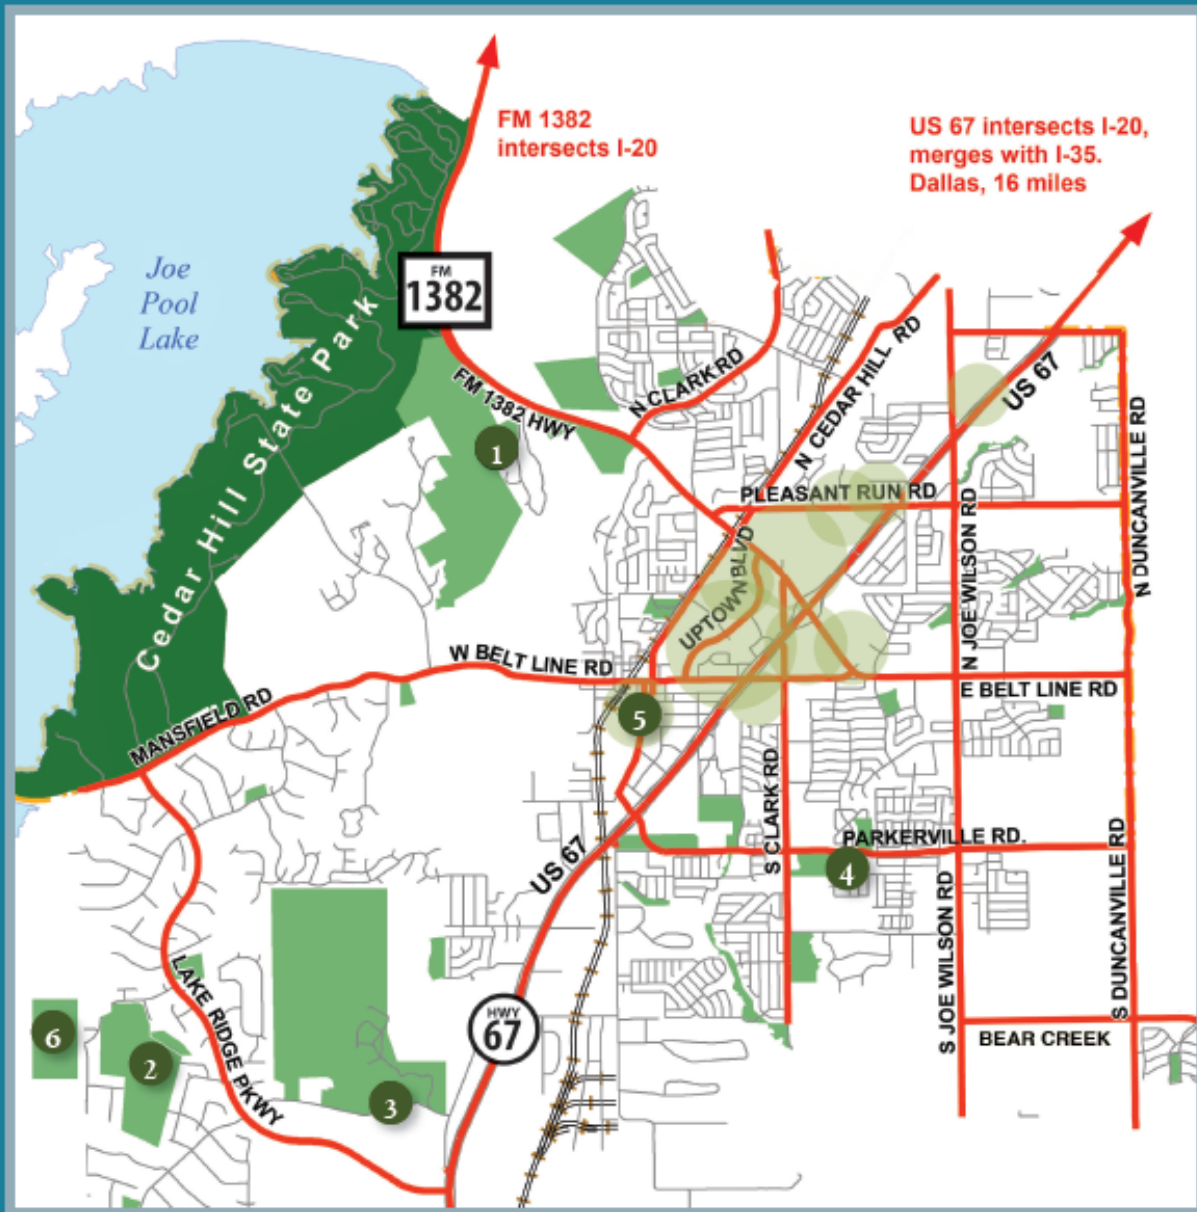 FM 1382
intersects I-20
US 67 intersects I-20,
merges with I-35.
Dallas, 16 miles
Joe
Pool
Lake
FM
1382
Cedar Hill State Park
FM 1382 HWY
N CLARK RD
N CEDAR HILL RD
US 67
N DUNCANVILLE RD
1
PLEASANT RUN RD
N JOE WILSON RD
UPTOWN BLVD
W BELT LINE RD
E BELT LINE RD
MANSFIELD RD
5
S CLARK RD
US 67
PARKERVILLE RD.
4
S JOE WILSON RD
S DUNCANVILLE RD
LAKE RIDGE PKWY
HWY
67
BEAR CREEK
6
2
3